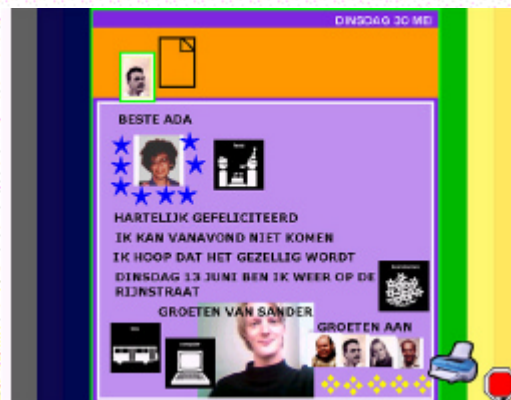 DINSDAG 30 MEI
BESTE ADA
HARTELIJK GEFELICITEERD
IK KAN VANAVOND NIET KOMEN
IK HOOP DAT HET GEZELLIG WORDT
DINSDAG 13 JUNI BEN IK WEER OP DE
RIJNSTRAAT
GROETEN VAN SANDER
GROETEN AAN